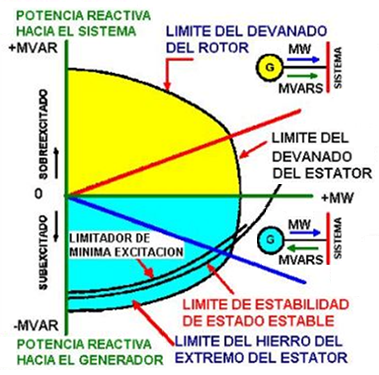 POTENCIA REACTIVA
HACIA EL SISTEMA
+MVAR
LIMITE DEL DEVANADO
DEL ROTOR
MW
G
MVARS
SISTEMA
SOBREEXCITADO
LIMITE DEL
DEVANADO
DEL ESTATOR
0
+MW
SUBEXCITADO
LIMITADOR DE
MINIMA EXCITACION
MW
G
MVARS
SISTEMA
LIMITE DE ESTABILIDAD
DE ESTADO ESTABLE
-MVAR
POTENCIA REACTIVA
HACIA EL GENERADOR
LIMITE DEL HIERRO DEL
EXTREMO DEL ESTATOR